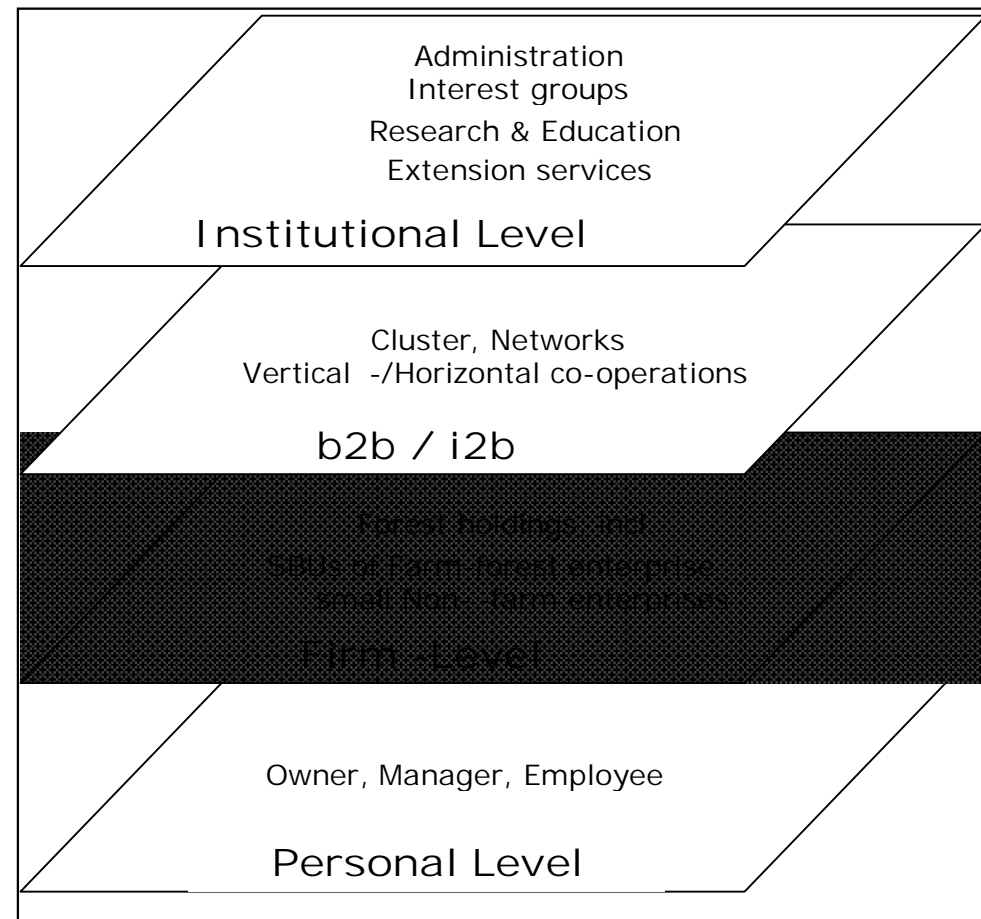 Administration
Interest groups
Research & Education
Extension services
Institutional Level
Cluster, Networks
Vertical -/Horizontal co-operations
b2b / i2b
Forest holdings, incl.
SBUs of Farm-forest enterprise
small Non- -farm enterprises
Firm -Level
Owner, Manager, Employee
Personal Level